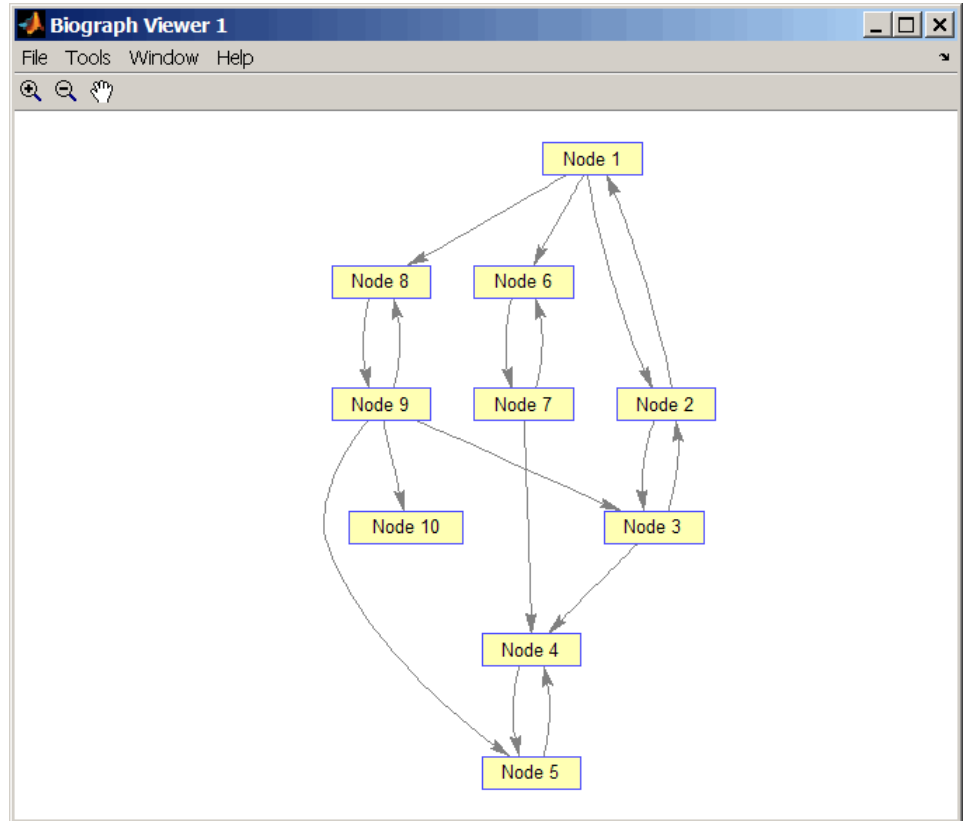 Biograph Viewer 1
File Tools Window Help
Node 1
Node 8 Node 6
Node 9 Node 7 Node 2
Node 10 Node 3
Node 4
Node 5